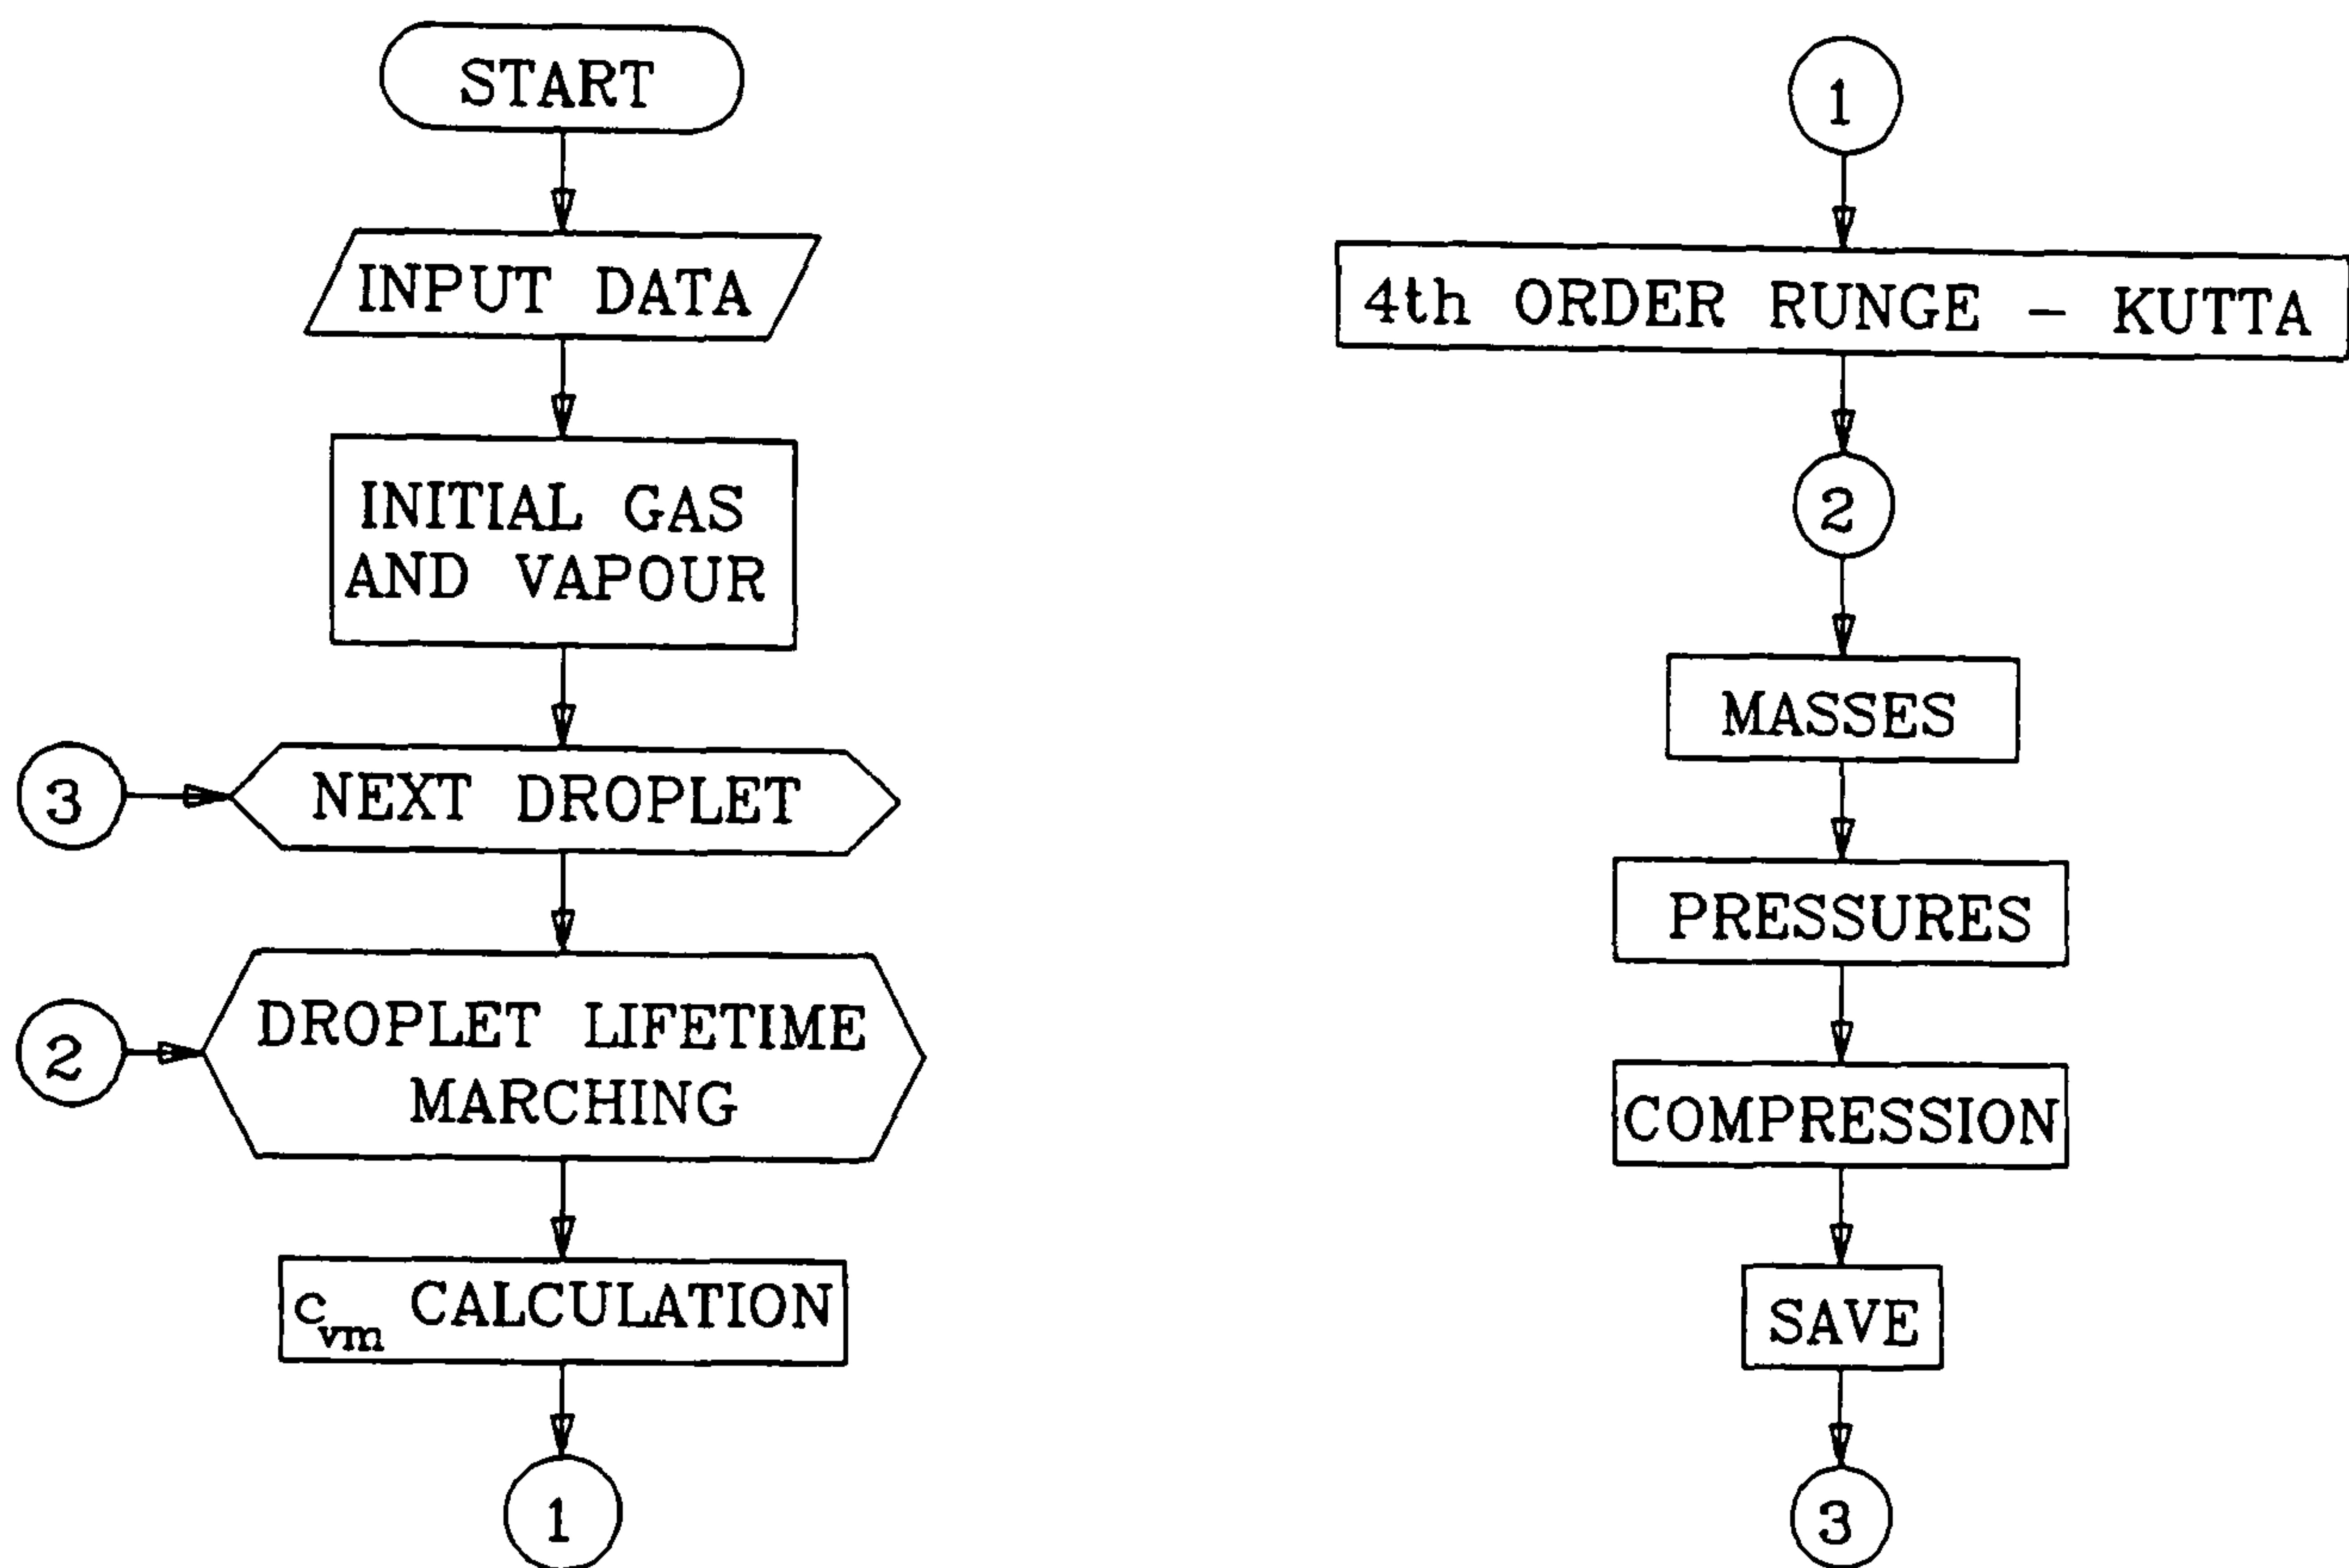 START
INPUT DATA
INITIAL GAS
AND VAPOUR
3
NEXT DROPLET
2
DROPLET LIFETIME
MARCHING
c_vm CALCULATION
1
1
4th ORDER RUNGE - KUTTA
2
MASSES
PRESSURES
COMPRESSION
SAVE
3